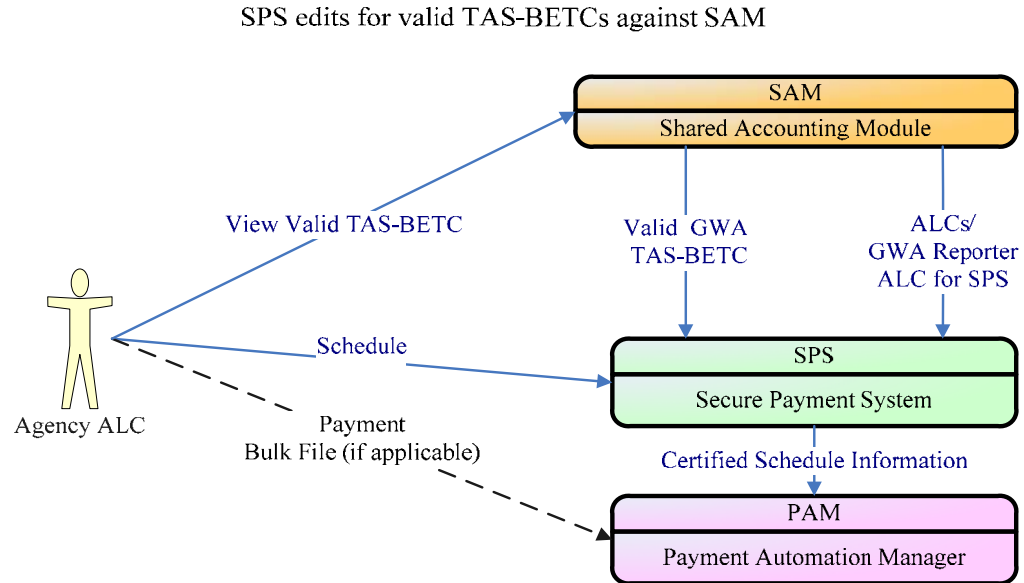 SPS edits for valid TAS-BETCs against SAM
SAM
Shared Accounting Module
View Valid TAS-BETC
Valid GWA
TAS-BETC
ALCs/
GWA Reporter
ALC for SPS
Schedule
SPS
Secure Payment System
Agency ALC
Payment
Bulk File (if applicable)
Certified Schedule Information
PAM
Payment Automation Manager